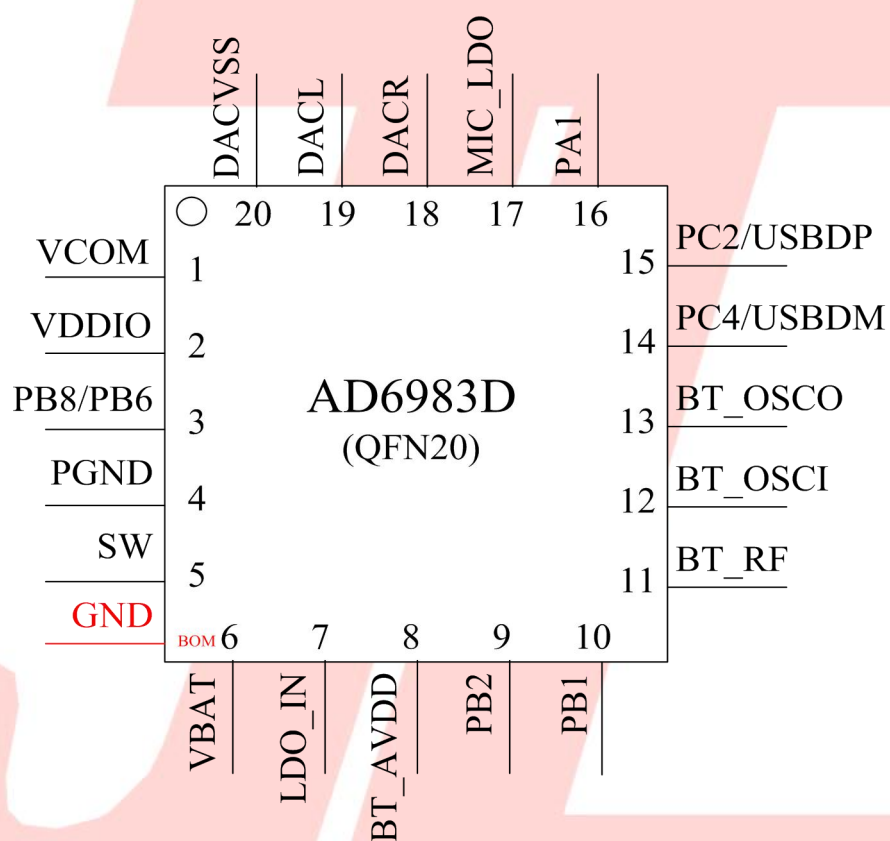 DACVSS
DACL
DACR
MIC_LDO
PA1
20
19
18
17
16
VCOM
1
VDDIO
2
PB8/PB6
3
PGND
4
SW
5
GND
BOM
AD6983D
(QFN20)
15
PC2/USBDP
14
PC4/USBDM
13
BT_OSCO
12
BT_OSCI
11
BT_RF
6
7
8
9
10
VBAT
LDO_IN
BT_AVDD
PB2
PB1